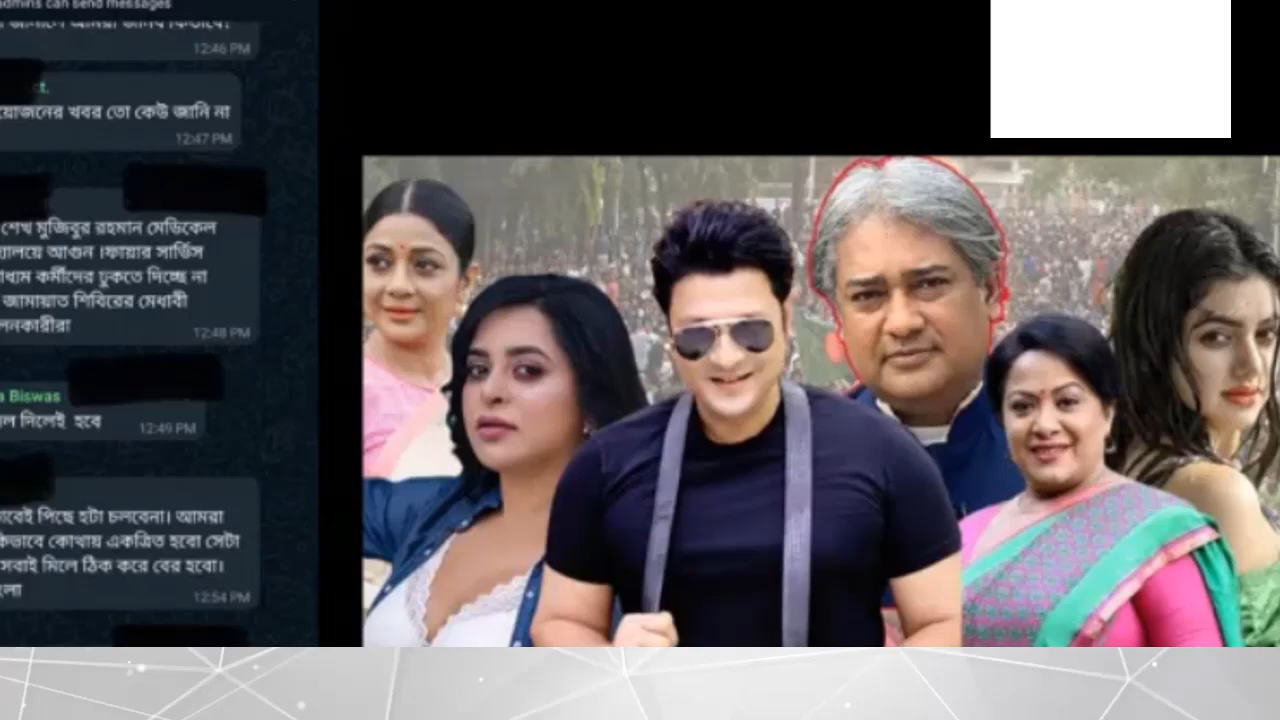 admins can send messages
12:46 PM
ct.
য়োজনের খবর তো কেউ জানি না
12:47 PM
শেখ মুজিবুর রহমান মেডিকেল
আগুন।ফায়ার সার্ভিস
কর্মীদের ঢুকতে দিচ্ছে না
জামায়াত শিবিরের মেধাবী
লনকারীরা
12:48 PM
a Biswas
দিলেই হবে
12:49 PM
বেই পিছে হটা চলবেনা। আমরা
কিভাবে কোথায় একত্রিত হবো সেটা
সবাই মিলে ঠিক করে বের হবো।
লো
12:54 PM